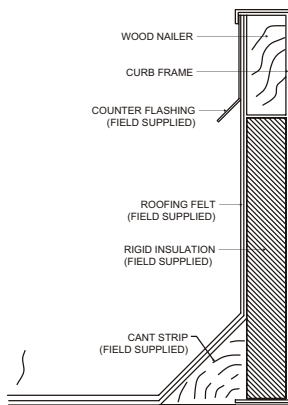 WOOD NAILER
CURB FRAME
COUNTER FLASHING
(FIELD SUPPLIED)
ROOFING FELT
(FIELD SUPPLIED)
RIGID INSULATION
(FIELD SUPPLIED)
CANT STRIP
(FIELD SUPPLIED)